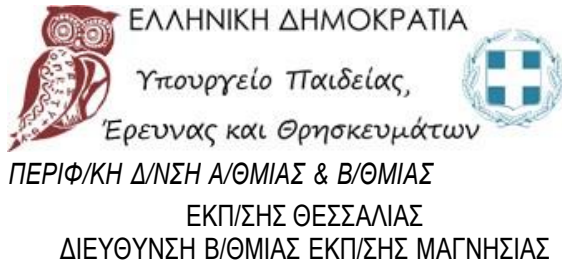 ΕΛΛΗΝΙΚΗ ΔΗΜΟΚΡΑΤΙΑ
Υπουργείο Παιδείας,
Έρευνας και Θρησκευμάτων
ΠΕΡΙΦ/ΚΗ Δ/ΝΣΗ Α/ΘΜΙΑΣ & Β/ΘΜΙΑΣ
ΕΚΠ/ΣΗΣ ΘΕΣΣΑΛΙΑΣ
ΔΙΕΥΘΥΝΣΗ Β/ΘΜΙΑΣ ΕΚΠ/ΣΗΣ ΜΑΓΝΗΣΙΑΣ